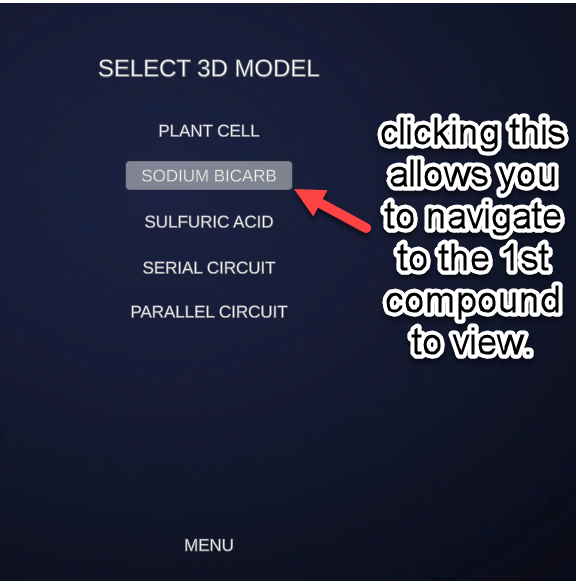 SELECT 3D MODEL
PLANT CELL
SODIUM BICARB
SULFURIC ACID
SERIAL CIRCUIT
PARALLEL CIRCUIT
MENU
clicking this
allows you
to navigate
to the 1st
compound
to view.